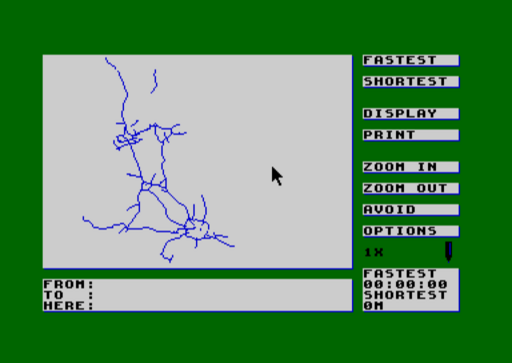 FASTEST
SHORTEST
DISPLAY
PRINT
ZOOM IN
ZOOM OUT
AVOID
OPTIONS
1X
FASTEST
00:00:00
SHORTEST
0M
FROM:
TO :
HERE: